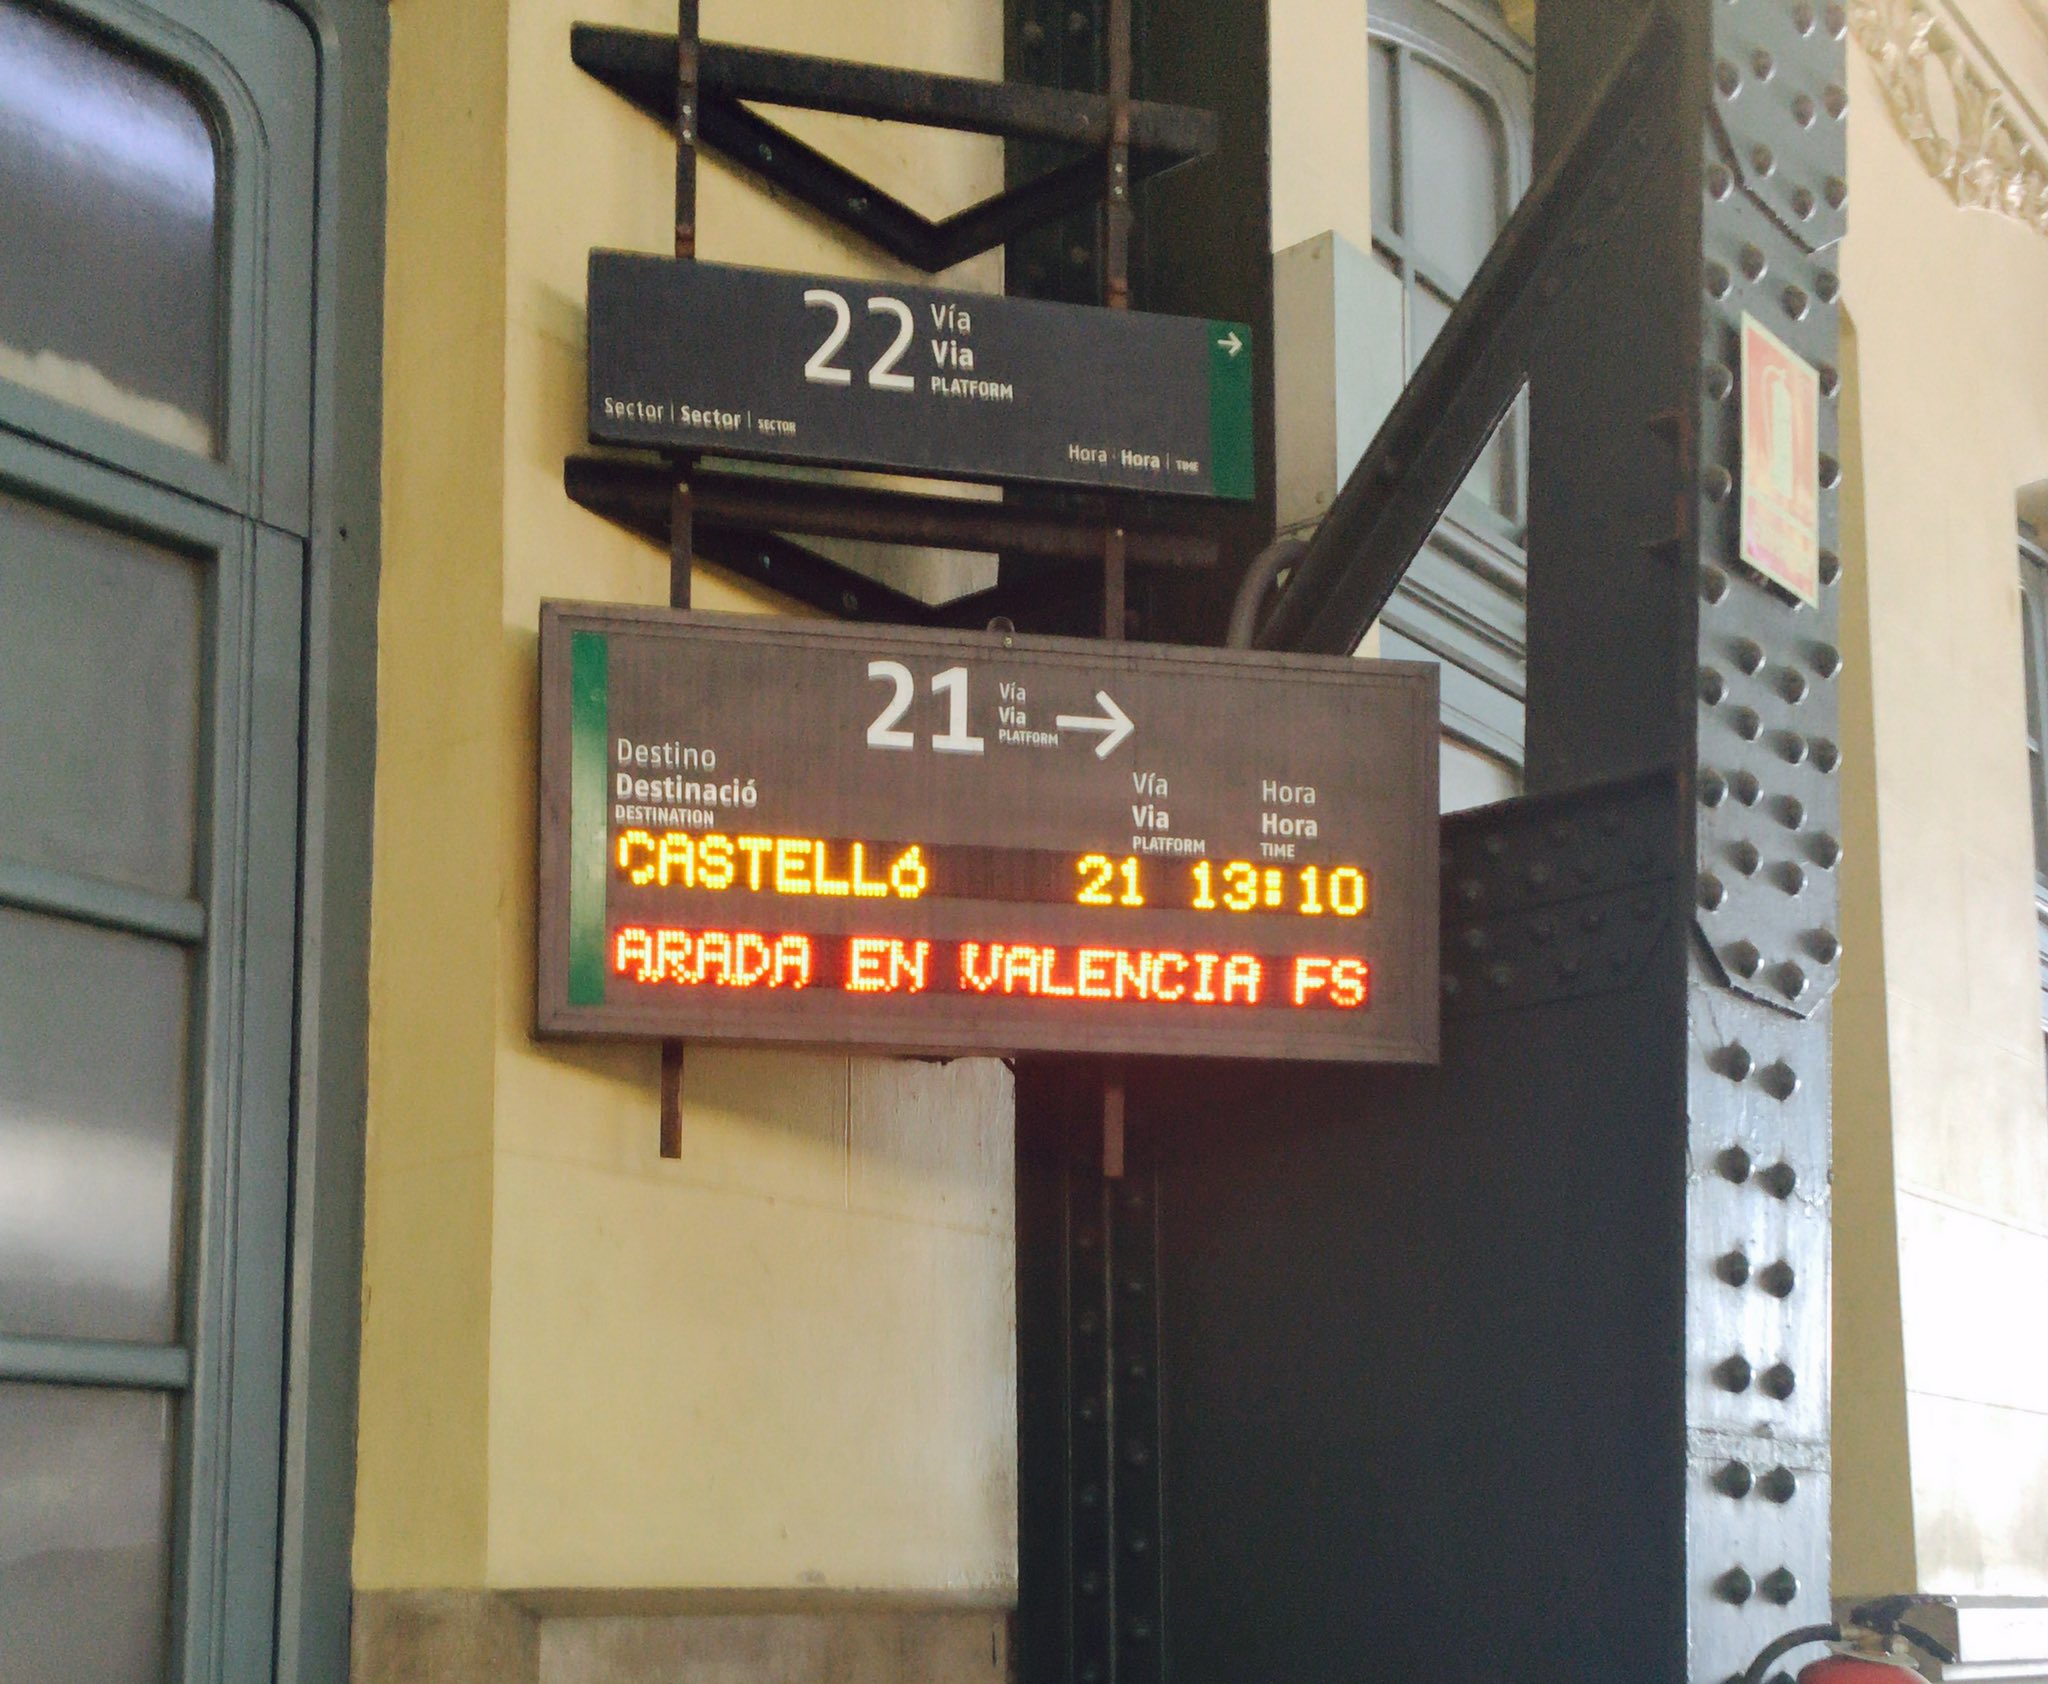 22 Vía
Via
PLATFORM
Sector | Sector | SECTOR
Hora Hora | TIME
21 Vía
Via
PLATFORM
Destino
Destinació
DESTINATION
Vía
Via
PLATFORM
Hora
Hora
TIME
CASTELLó 21 13:10
ARADA EN VALENCIA FS